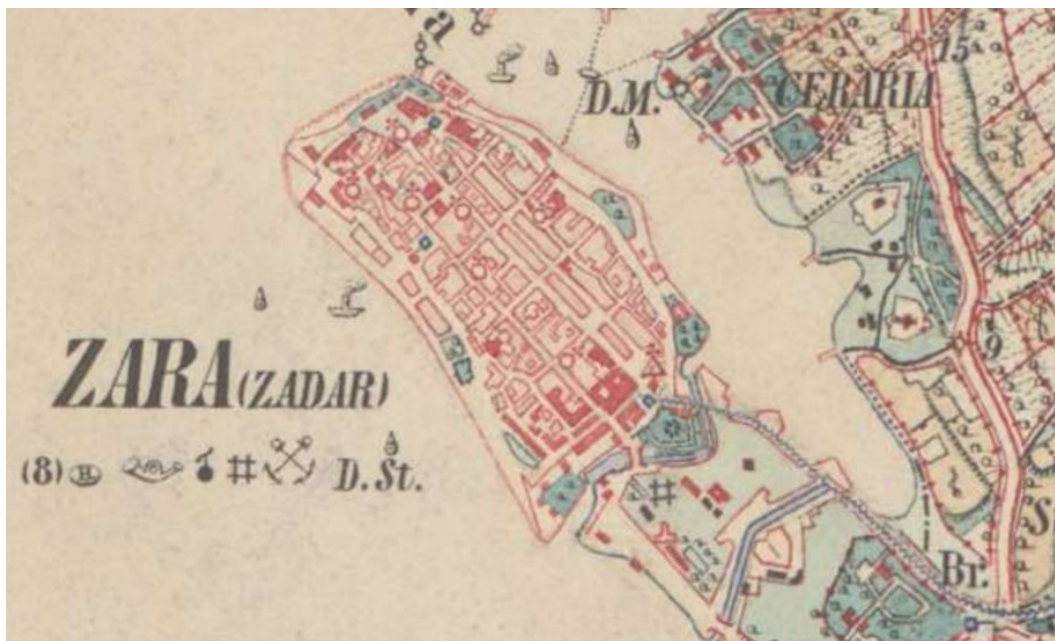 a
D.M.
CERARIA
15
ZARA (ZADAR)
9
(8) B. D.St.
S
Br.